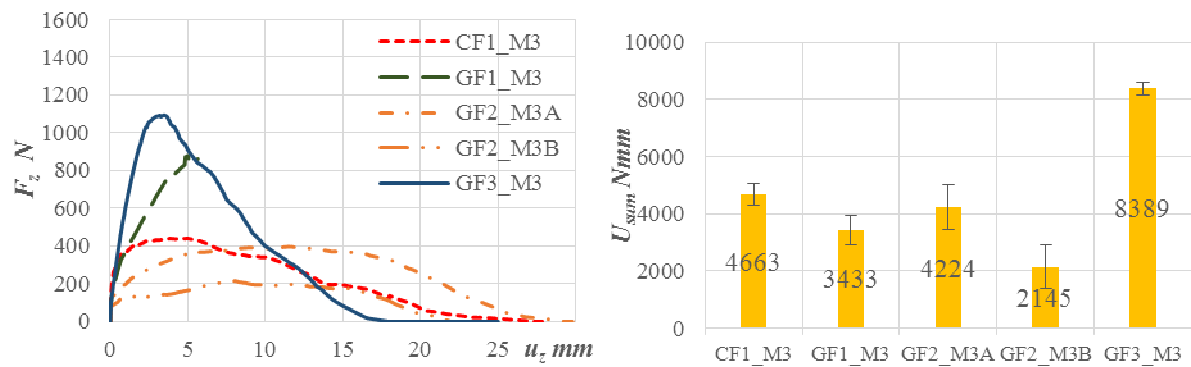 1600
1400
1200
1000
800
600
400
200
0
F_z N
0
5
10
15
20
25
u_z mm
CF1_M3
GF1_M3
GF2_M3A
GF2_M3B
GF3_M3
10000
8000
6000
4000
2000
0
U_sum Nmm
4663
3433
4224
2145
8389
CF1_M3
GF1_M3
GF2_M3A
GF2_M3B
GF3_M3